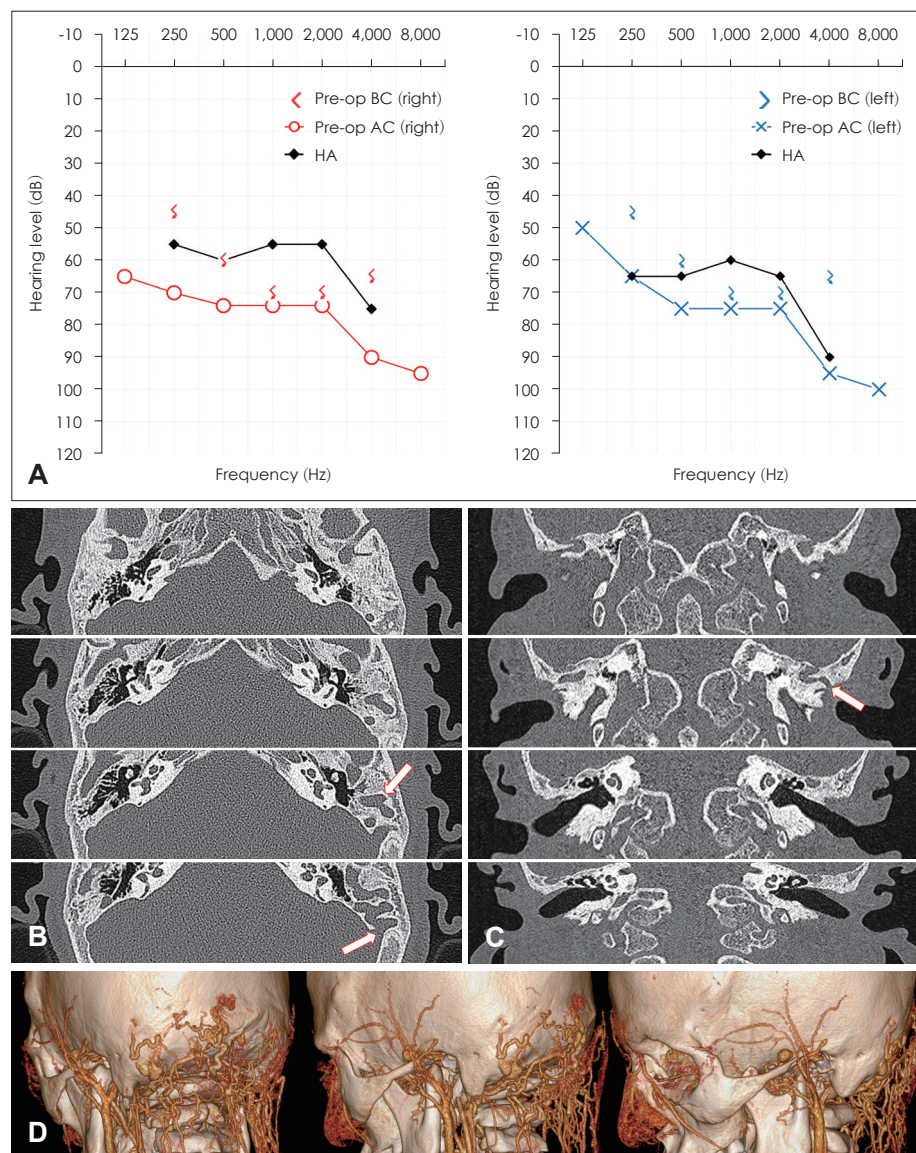 -10 125 250 500 1,000 2,000 4,000 8,000
0
10
20
30
40
50
60
70
80
90
100
110
120
Hearing level (dB)
Pre-op BC (right)
Pre-op AC (right)
HA
Frequency (Hz)
A
-10 125 250 500 1,000 2,000 4,000 8,000
0
10
20
30
40
50
60
70
80
90
100
110
120
Hearing level (dB)
Pre-op BC (left)
Pre-op AC (left)
HA
Frequency (Hz)
B
C
D